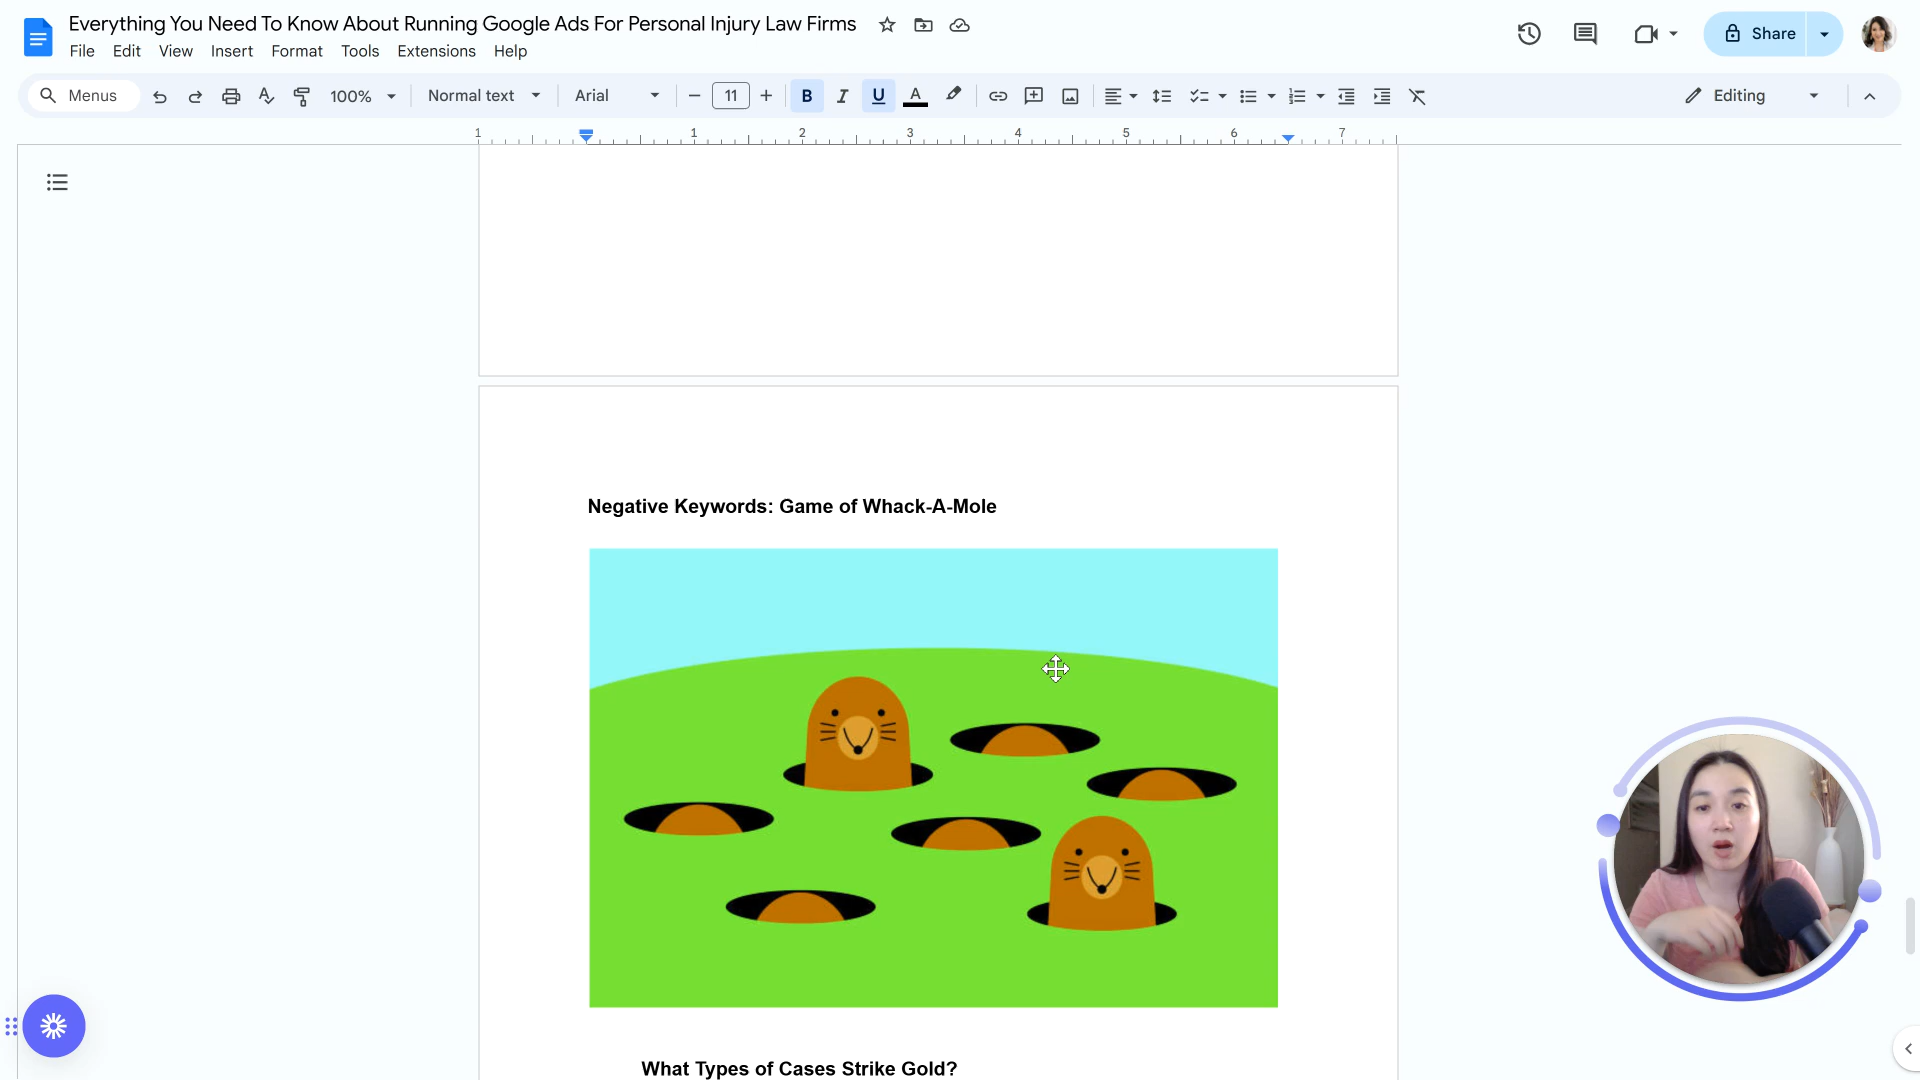 Everything You Need To Know About Running Google Ads For Personal Injury Law Firms
File Edit View Insert Format Tools Extensions Help
Share
Menus 100% Normal text Arial 11 B I U A Editing
1 1 2 3 4 5 6 7
Negative Keywords: Game of Whack-A-Mole
What Types of Cases Strike Gold?